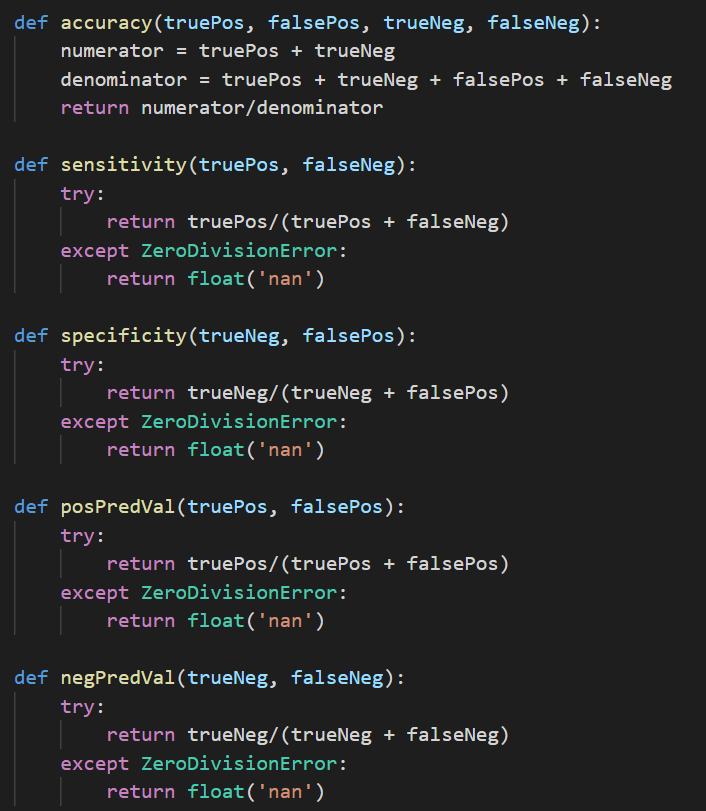 def accuracy(truePos, falsePos, trueNeg, falseNeg):
    numerator = truePos + trueNeg
    denominator = truePos + trueNeg + falsePos + falseNeg
    return numerator/denominator

def sensitivity(truePos, falseNeg):
    try:
        return truePos/(truePos + falseNeg)
    except ZeroDivisionError:
        return float('nan')

def specificity(trueNeg, falsePos):
    try:
        return trueNeg/(trueNeg + falsePos)
    except ZeroDivisionError:
        return float('nan')

def posPredVal(truePos, falsePos):
    try:
        return truePos/(truePos + falsePos)
    except ZeroDivisionError:
        return float('nan')

def negPredVal(trueNeg, falseNeg):
    try:
        return trueNeg/(trueNeg + falseNeg)
    except ZeroDivisionError:
        return float('nan')